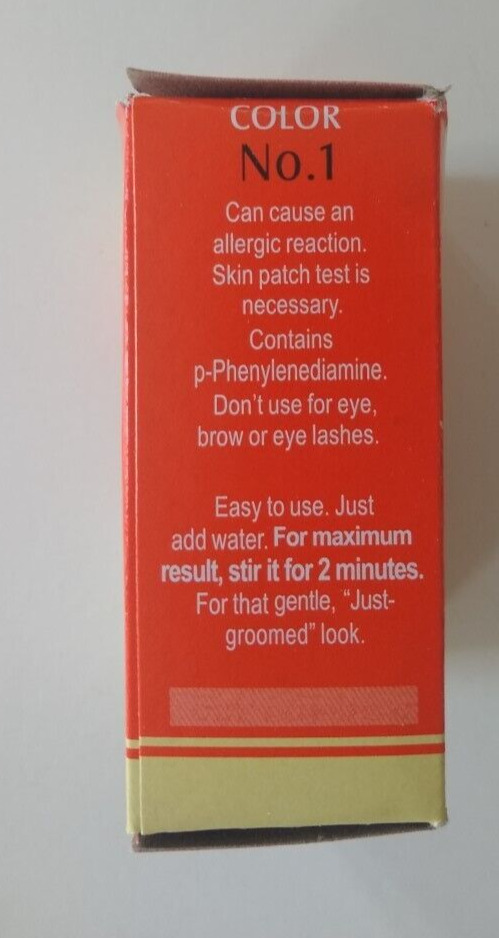 COLOR
No.1
Can cause an
allergic reaction.
Skin patch test is
necessary.
Contains
p-Phenylenediamine.
Don't use for eye,
brow or eye lashes.
Easy to use. Just
add water. For maximum
result, stir it for 2 minutes.
For that gentle, “Just-
groomed” look.